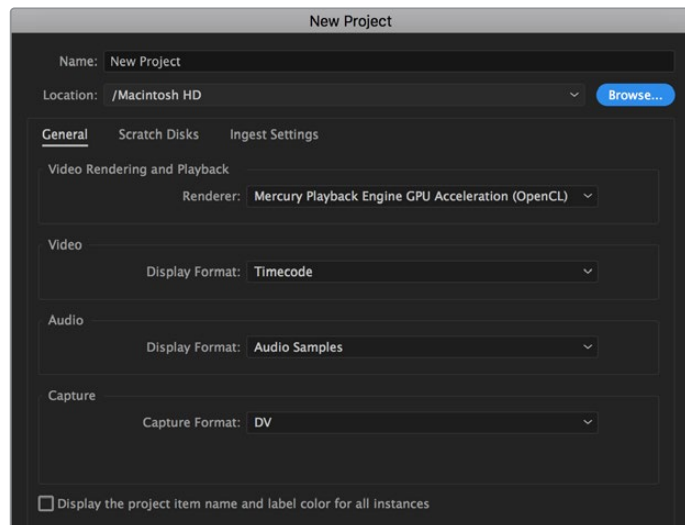 New Project
Name: New Project
Location: /Macintosh HD Browse...
General Scratch Disks Ingest Settings
Video Rendering and Playback
Renderer: Mercury Playback Engine GPU Acceleration (OpenCL)
Video
Display Format: Timecode
Audio
Display Format: Audio Samples
Capture
Capture Format: DV
Display the project item name and label color for all instances